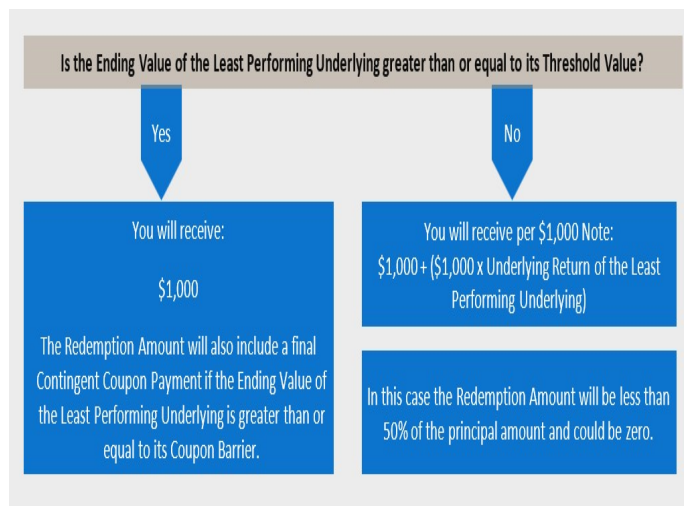 Is the Ending Value of the Least Performing Underlying greater than or equal to its Threshold Value?
Yes
No
You will receive:
$1,000
The Redemption Amount will also include a final
Contingent Coupon Payment if the Ending Value of
the Least Performing Underlying is greater than or
equal to its Coupon Barrier.
You will receive per $1,000 Note:
$1,000 + ($1,000 x Underlying Return of the Least
Performing Underlying)
In this case the Redemption Amount will be less than
50% of the principal amount and could be zero.